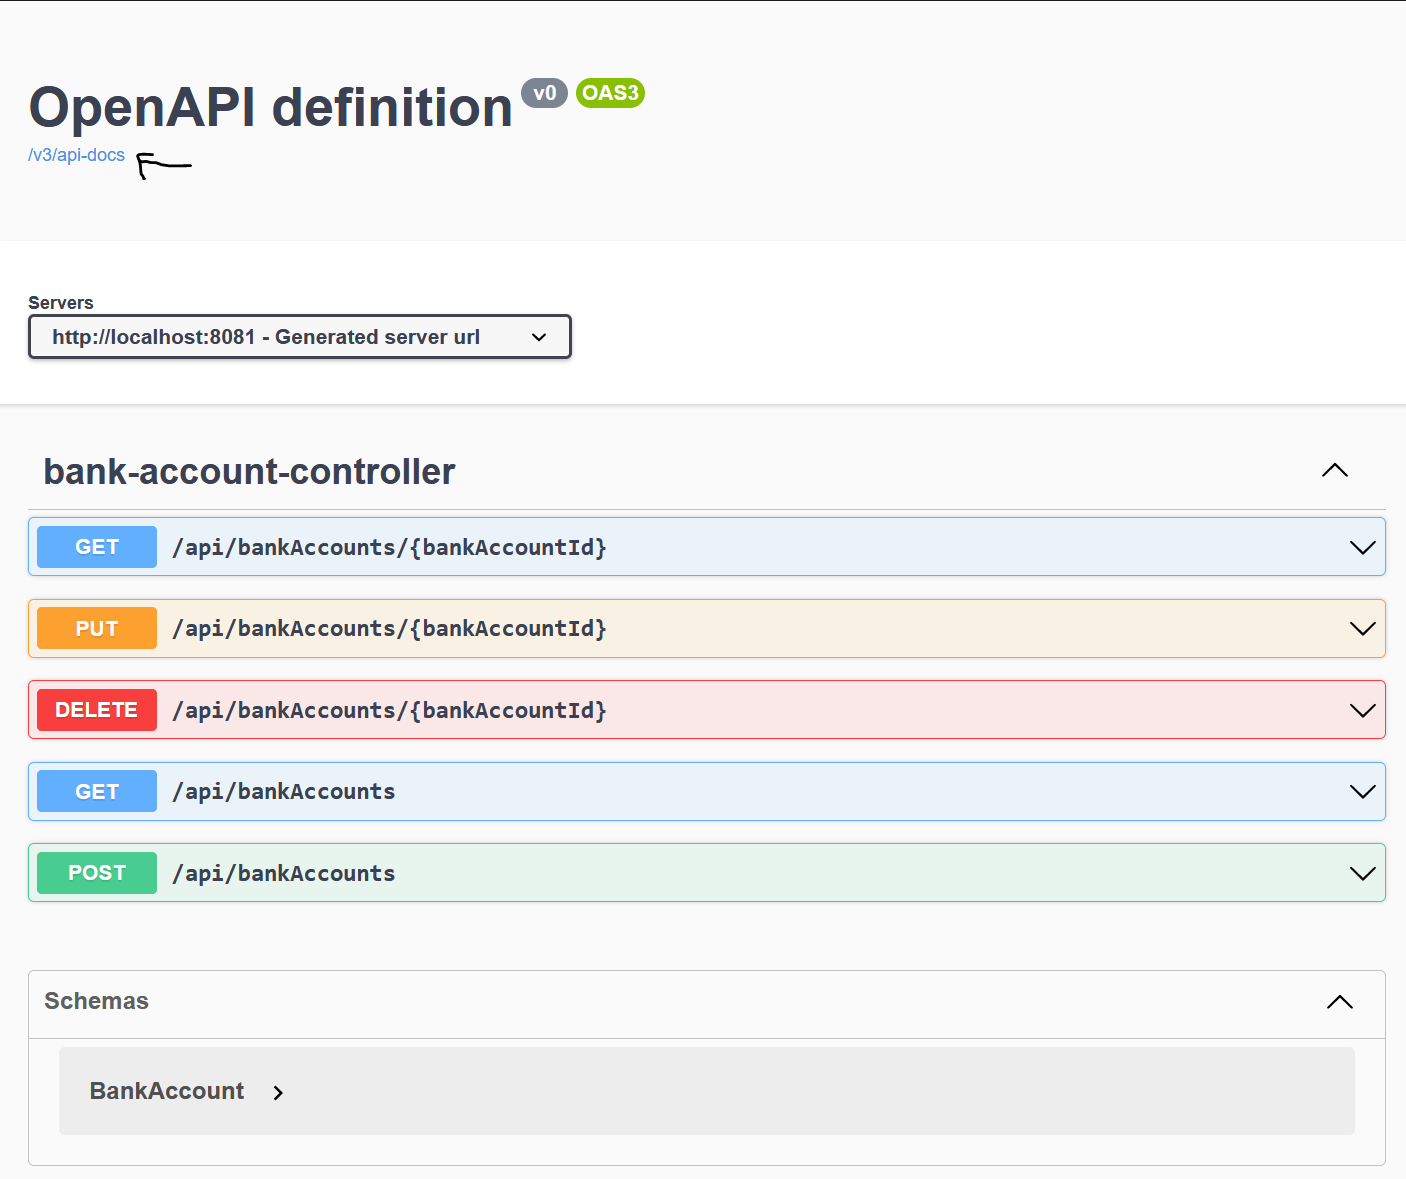 OpenAPI definition v0 OAS3
/v3/api-docs
Servers
http://localhost:8081 - Generated server url
bank-account-controller
GET /api/bankAccounts/{bankAccountId}
PUT /api/bankAccounts/{bankAccountId}
DELETE /api/bankAccounts/{bankAccountId}
GET /api/bankAccounts
POST /api/bankAccounts
Schemas
BankAccount